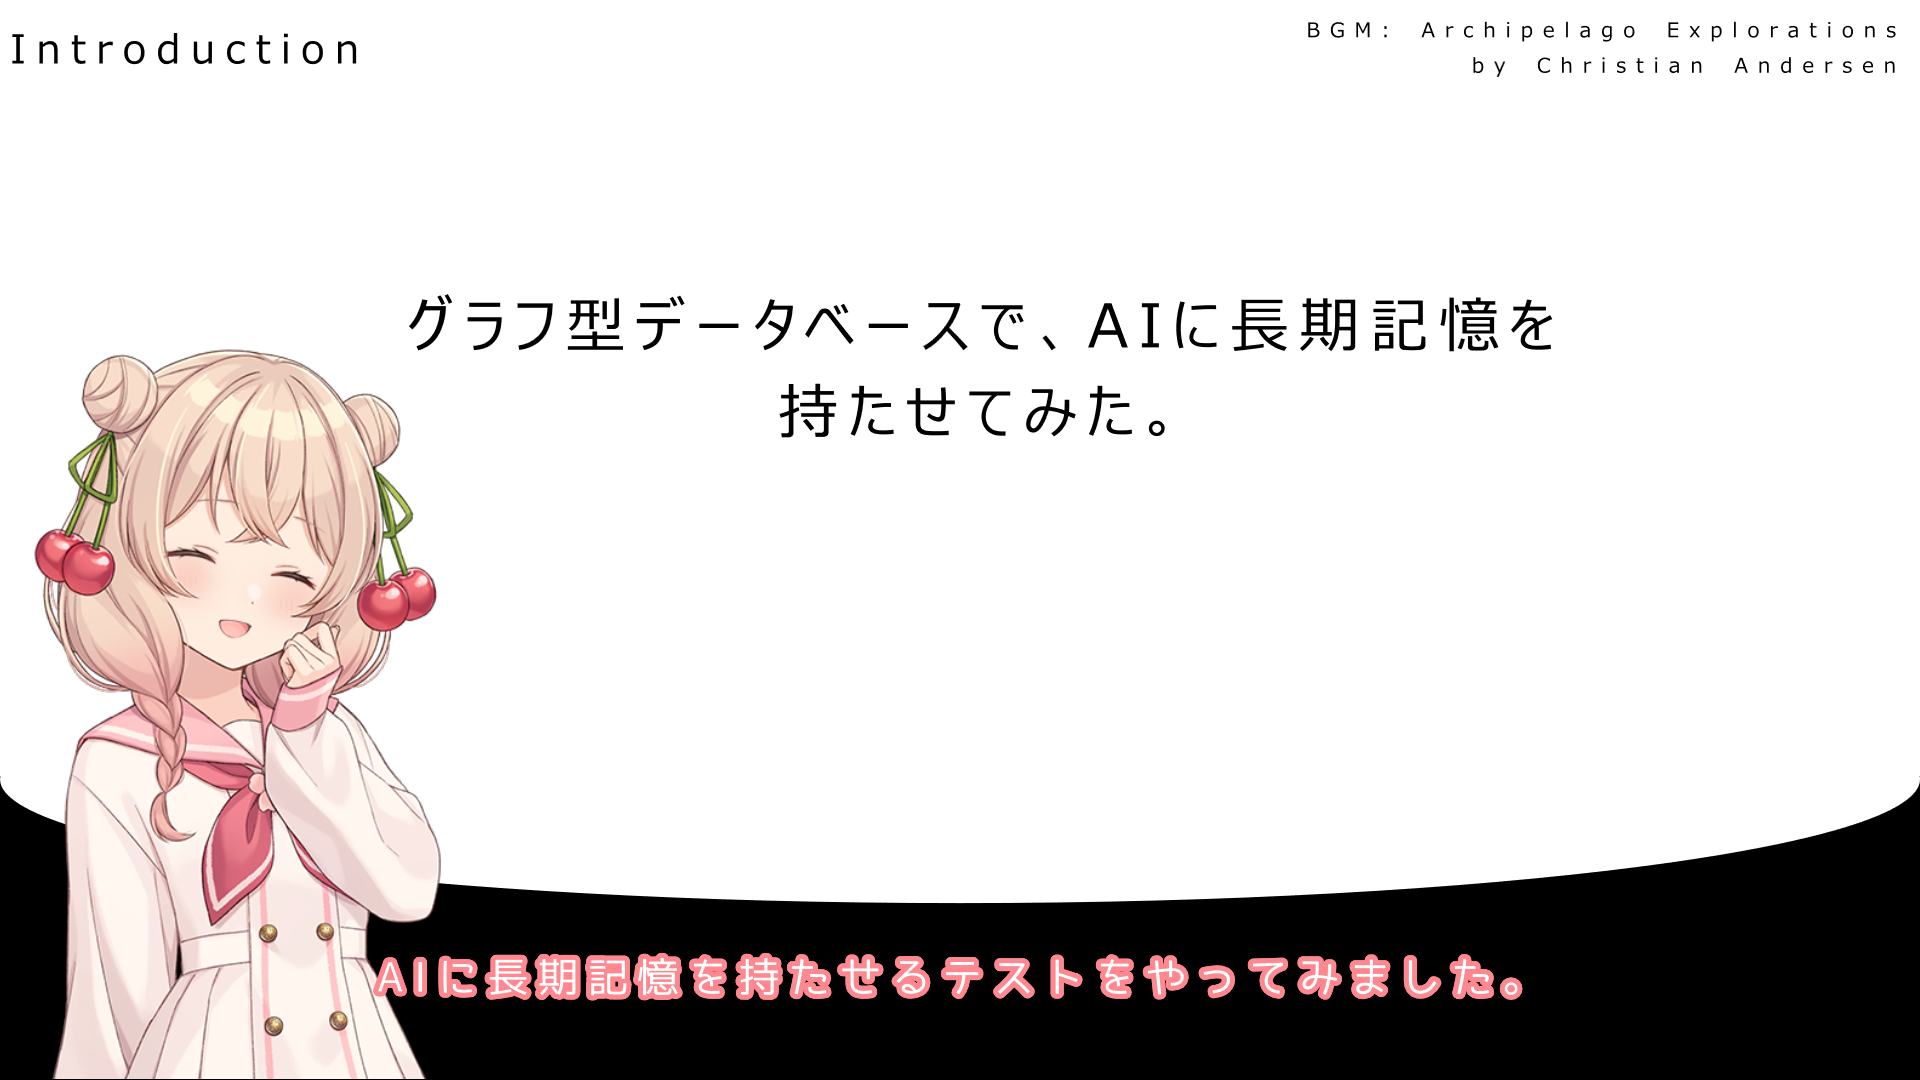 Introduction
BGM: Archipelago Explorations
by Christian Andersen
グラフ型データベースで、AIに長期記憶を
持たせてみた。
AIに長期記憶を持たせるテストをやってみました。